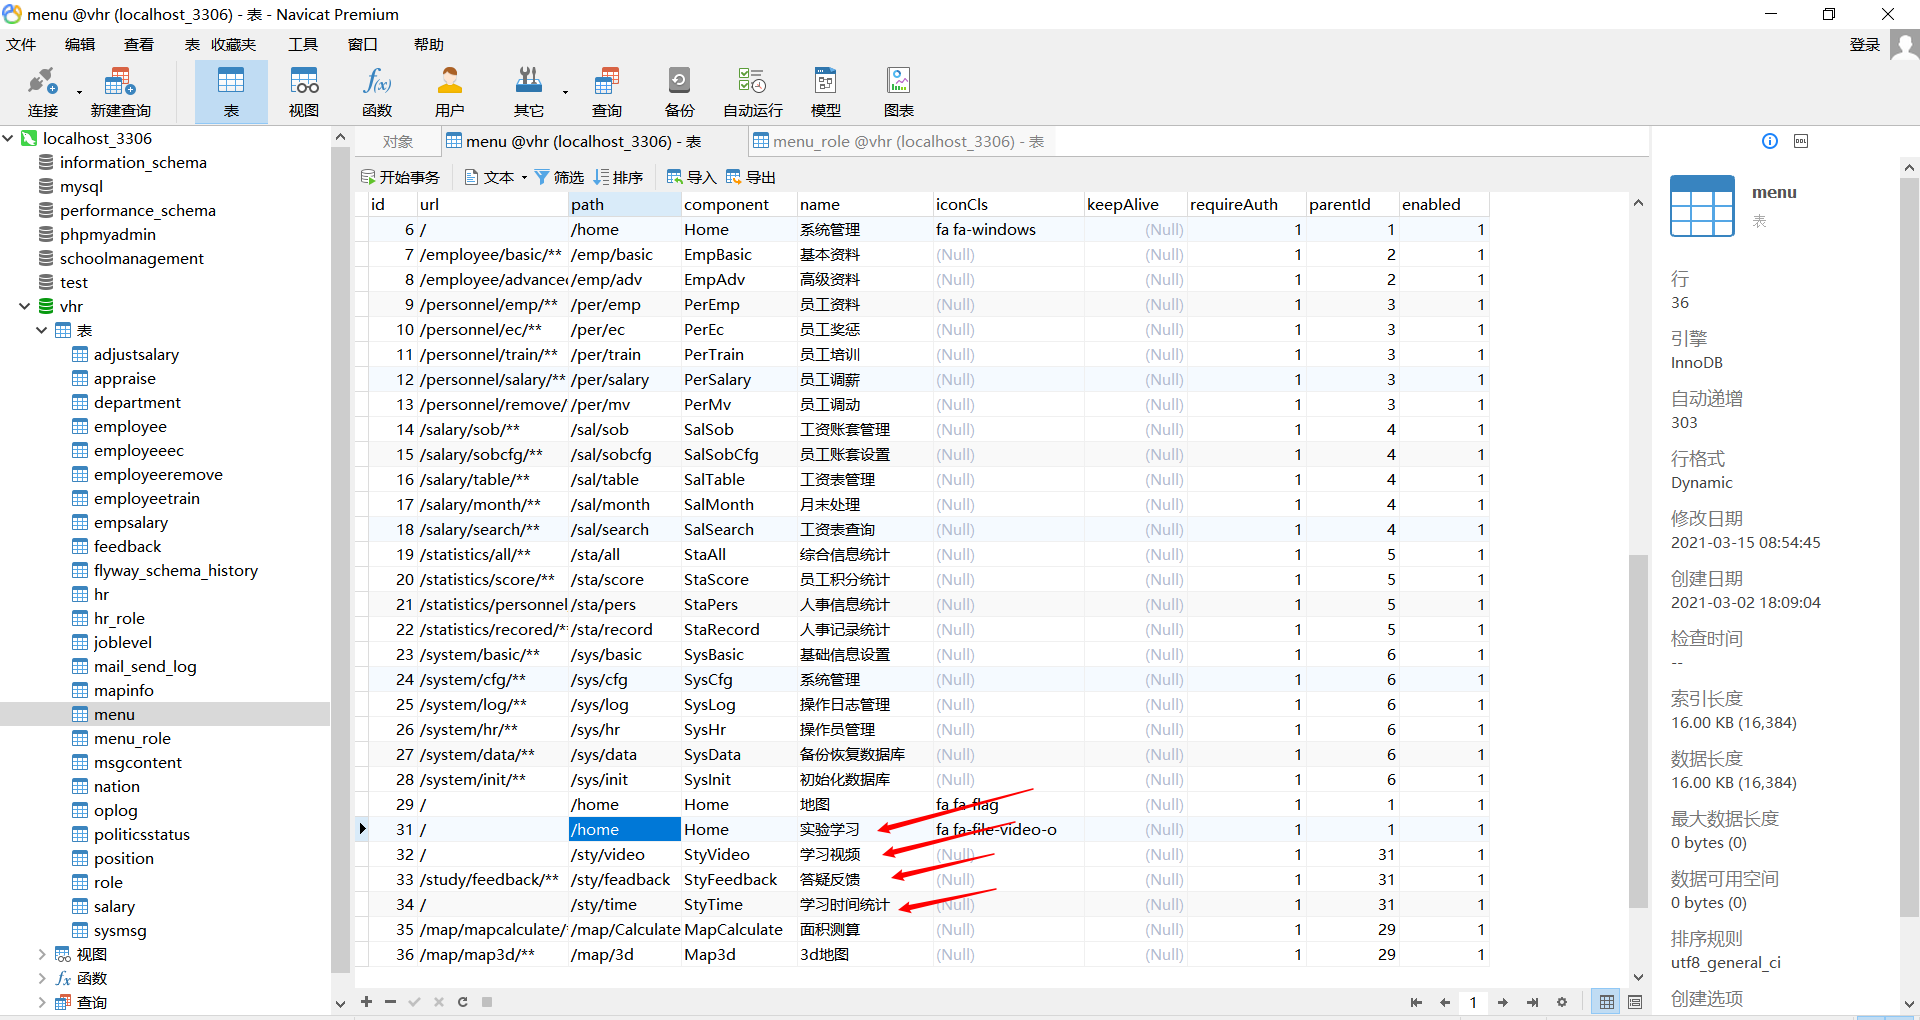 menu @vhr (localhost_3306) - 表 - Navicat Premium
文件 编辑 查看 表 收藏夹 工具 窗口 帮助 登录
连接 新建查询 表 视图 函数 用户 其它 查询 备份 自动运行 模型 图表
对象 menu @vhr (localhost_3306) - 表 menu_role @vhr (localhost_3306) - 表
开始事务 文本 筛选 排序 导入 导出
localhost_3306
information_schema
mysql
performance_schema
phpmyadmin
schoolmanagement
test
vhr
表
adjustsalary
appraise
department
employee
employeeec
employeeremove
employeetrain
empsalary
feedback
flyway_schema_history
hr
hr_role
joblevel
mail_send_log
mapinfo
menu
menu_role
msgcontent
nation
oplog
politicsstatus
position
role
salary
sysmsg
视图
fx 函数
查询
id url path component name iconCls keepAlive requireAuth parentId enabled
6 / /home Home 系统管理 fa fa-windows (Null) 1 1 1
7 /employee/basic/** /emp/basic EmpBasic 基本资料 (Null) (Null) 1 2 1
8 /employee/advance /emp/adv EmpAdv 高级资料 (Null) (Null) 1 2 1
9 /personnel/emp/** /per/emp PerEmp 员工资料 (Null) (Null) 1 3 1
10 /personnel/ec/** /per/ec PerEc 员工奖惩 (Null) (Null) 1 3 1
11 /personnel/train/** /per/train PerTrain 员工培训 (Null) (Null) 1 3 1
12 /personnel/salary/** /per/salary PerSalary 员工调薪 (Null) (Null) 1 3 1
13 /personnel/remove/ /per/mv PerMv 员工调动 (Null) (Null) 1 3 1
14 /salary/sob/** /sal/sob SalSob 工资账套管理 (Null) (Null) 1 4 1
15 /salary/sobcfg/** /sal/sobcfg SalSobCfg 员工账套设置 (Null) (Null) 1 4 1
16 /salary/table/** /sal/table SalTable 工资表管理 (Null) (Null) 1 4 1
17 /salary/month/** /sal/month SalMonth 月末处理 (Null) (Null) 1 4 1
18 /salary/search/** /sal/search SalSearch 工资表查询 (Null) (Null) 1 4 1
19 /statistics/all/** /sta/all StaAll 综合信息统计 (Null) (Null) 1 5 1
20 /statistics/score/** /sta/score StaScore 员工积分统计 (Null) (Null) 1 5 1
21 /statistics/personnel /sta/pers StaPers 人事信息统计 (Null) (Null) 1 5 1
22 /statistics/recored/* /sta/record StaRecord 人事记录统计 (Null) (Null) 1 5 1
23 /system/basic/** /sys/basic SysBasic 基础信息设置 (Null) (Null) 1 6 1
24 /system/cfg/** /sys/cfg SysCfg 系统管理 (Null) (Null) 1 6 1
25 /system/log/** /sys/log SysLog 操作日志管理 (Null) (Null) 1 6 1
26 /system/hr/** /sys/hr SysHr 操作员管理 (Null) (Null) 1 6 1
27 /system/data/** /sys/data SysData 备份恢复数据库 (Null) (Null) 1 6 1
28 /system/init/** /sys/init SysInit 初始化数据库 (Null) (Null) 1 6 1
29 / /home Home 地图 fa fa-flag (Null) 1 1 1
31 / /home Home 实验学习 fa fa-file-video-o (Null) 1 1 1
32 / /sty/video StyVideo 学习视频 (Null) (Null) 1 31 1
33 /study/feedback/** /sty/feadback StyFeedback 答疑反馈 (Null) (Null) 1 31 1
34 / /sty/time StyTime 学习时间统计 (Null) (Null) 1 31 1
35 /map/mapcalculate/ /map/Calculate MapCalculate 面积测算 (Null) (Null) 1 29 1
36 /map/map3d/** /map/3d Map3d 3d地图 (Null) (Null) 1 29 1
1
menu
表
行
36
引擎
InnoDB
自动递增
303
行格式
Dynamic
修改日期
2021-03-15 08:54:45
创建日期
2021-03-02 18:09:04
检查时间
--
索引长度
16.00 KB (16,384)
数据长度
16.00 KB (16,384)
最大数据长度
0 bytes (0)
数据可用空间
0 bytes (0)
排序规则
utf8_general_ci
创建选项